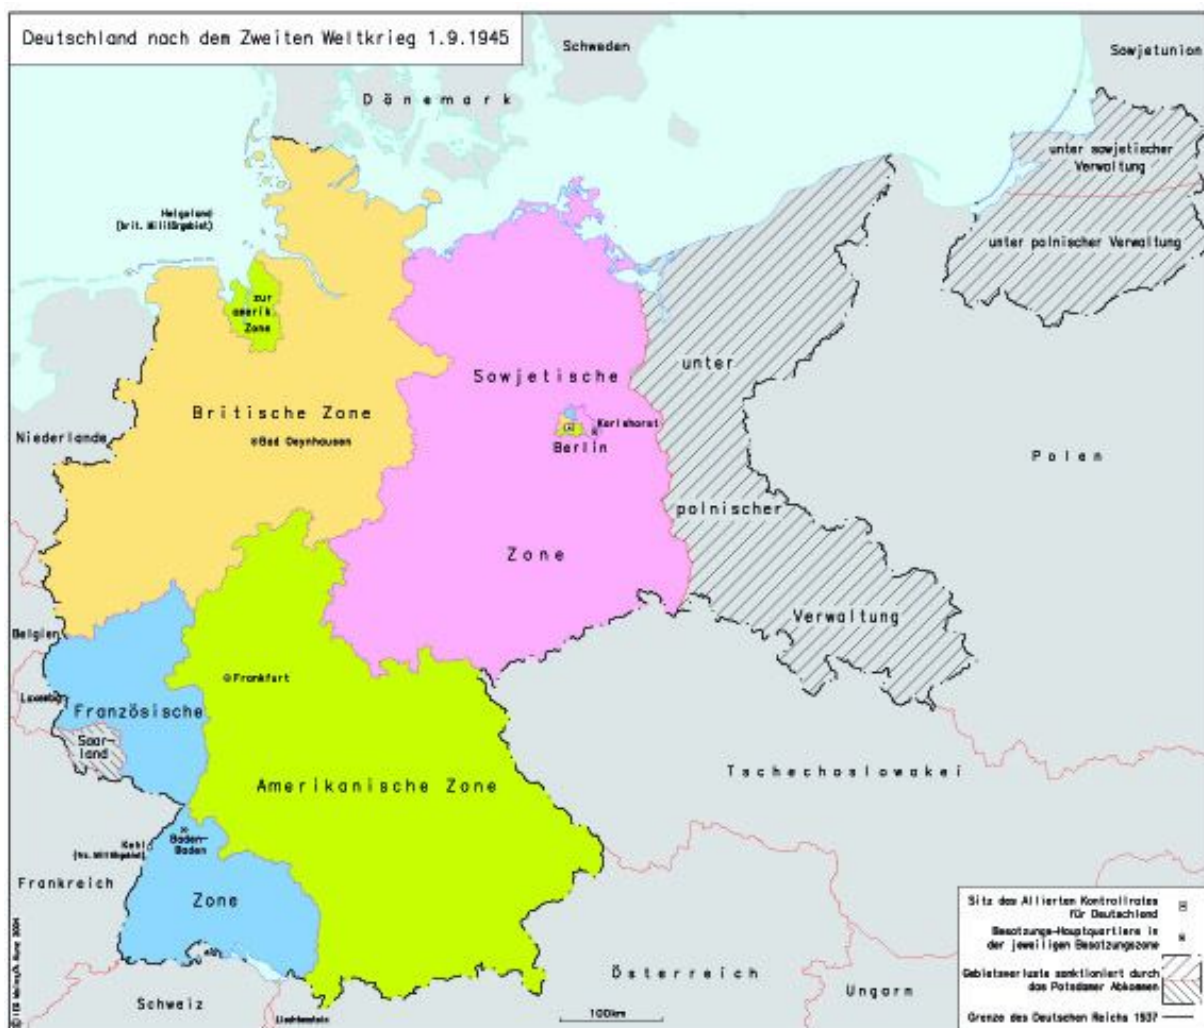 Deutschland nach dem Zweiten Weltkrieg 1.9.1945
Schweden
Sowjetunion
Dänemark
unter sowjetischer
Verwaltung
Helgoland
(brit. Militärgebiet)
unter polnischer Verwaltung
zur
amerik.
Zone
unter
Sowjetische
Britische Zone
Karlshorst
Niederlande
Bad Oeynhausen
Berlin
Polen
polnischer
Zone
Verwaltung
Belgien
Frankfurt
Französische
Saar-
land
Tschechoslowakei
Amerikanische Zone
Baden-
Baden
Kehl
(frz. Militärgebiet)
Frankreich
Zone
Sitz des Alliierten Kontrollrates
für Deutschland
Besatzungs-Hauptquartiere in
der jeweiligen Besatzungszone
Gebietsverluste sanktioniert durch
das Potsdamer Abkommen
Grenze des Deutschen Reichs 1937
Österreich
Ungarn
Schweiz
Liechtenstein
100km